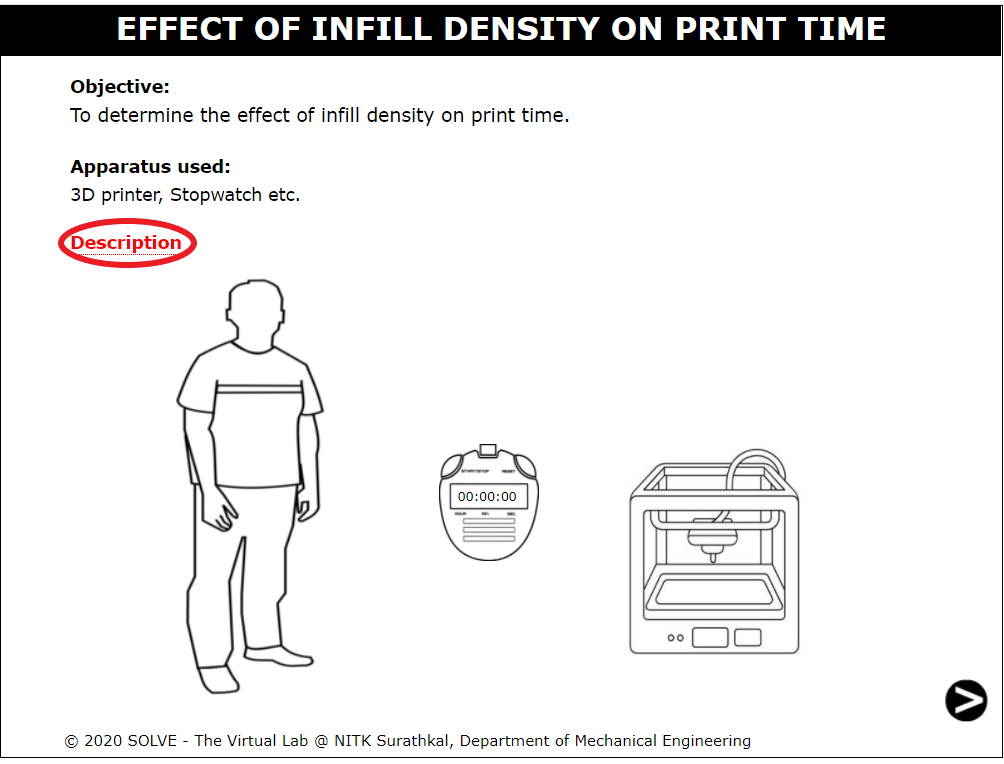 EFFECT OF INFILL DENSITY ON PRINT TIME
Objective:
To determine the effect of infill density on print time.
Apparatus used:
3D printer, Stopwatch etc.
Description
START/STOP RESET
00:00:00
HOUR MIN. SEC.
© 2020 SOLVE - The Virtual Lab @ NITK Surathkal, Department of Mechanical Engineering